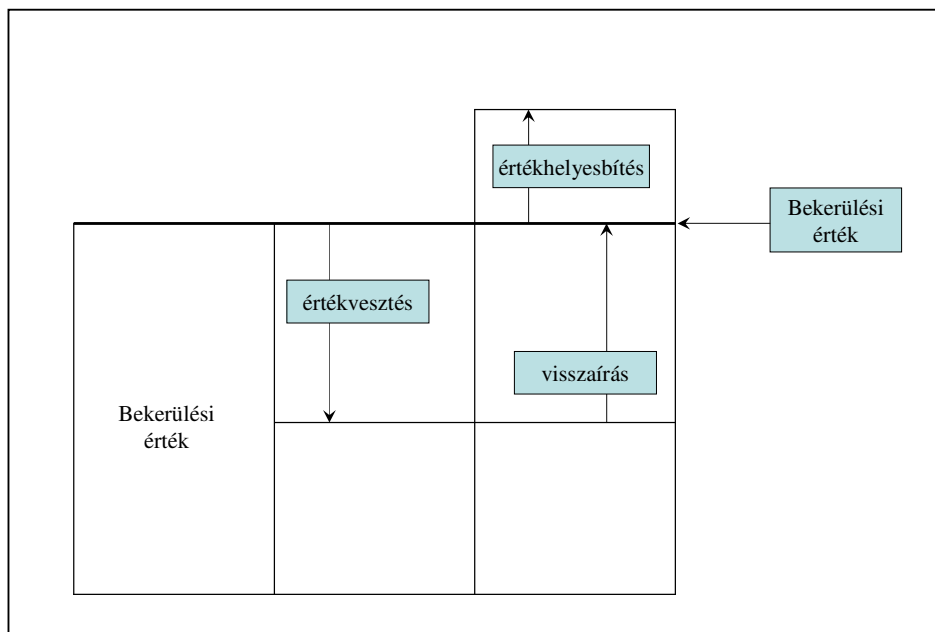 értékhelyesbítés
Bekerülési
érték
értékvesztés
visszaírás
Bekerülési
érték